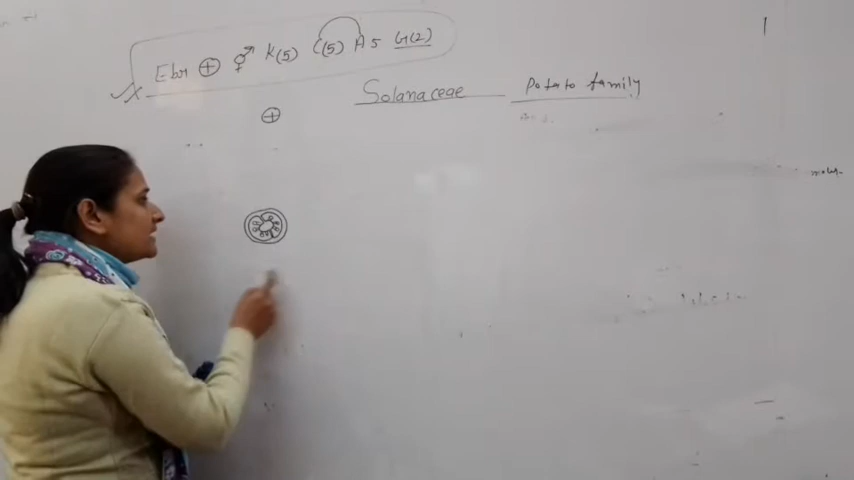 Ebr ⊕ ⚥ K(5) C(5) A5 G(2)
Solanaceae Potato family
⊕